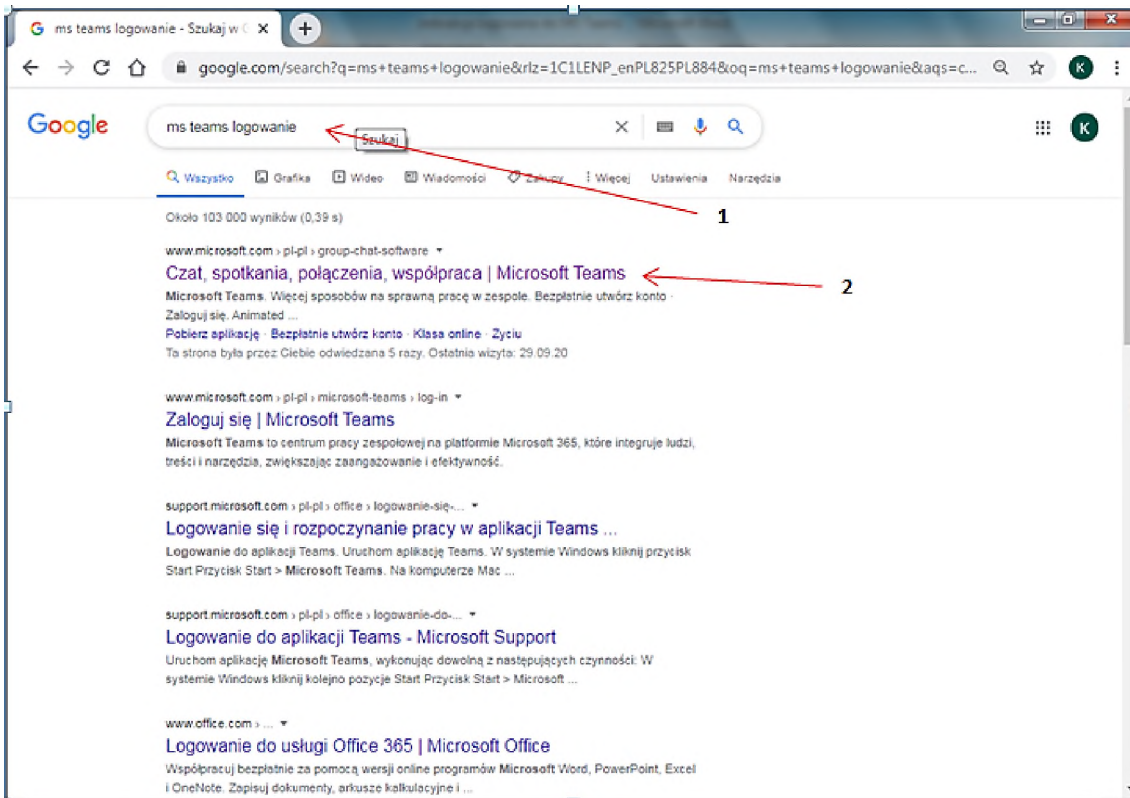 ms teams logowanie - Szukaj w G
google.com/search?q=ms+teams+logowanie&rlz=1C1LENP_enPL825PL884&oq=ms+teams+logowanie&aqs=c...
K
Google
ms teams logowanie
Szukaj
K
Wszystko Grafika Wideo Wiadomości Zakupy Więcej Ustawienia Narzędzia
1
Około 103 000 wyników (0,39 s)
www.microsoft.com › pl-pl › group-chat-software
Czat, spotkania, połączenia, współpraca | Microsoft Teams
2
Microsoft Teams. Więcej sposobów na sprawną pracę w zespole. Bezpłatnie utwórz konto ·
Zaloguj się. Animated ...
Pobierz aplikację · Bezpłatnie utwórz konto · Klasa online · Życiu
Ta strona była przez Ciebie odwiedzana 5 razy. Ostatnia wizyta: 29.09.20
www.microsoft.com › pl-pl › microsoft-teams › log-in
Zaloguj się | Microsoft Teams
Microsoft Teams to centrum pracy zespołowej na platformie Microsoft 365, które integruje ludzi,
treści i narzędzia, zwiększając zaangażowanie i efektywność.
support.microsoft.com › pl-pl › office › logowanie-się-...
Logowanie się i rozpoczynanie pracy w aplikacji Teams ...
Logowanie do aplikacji Teams. Uruchom aplikację Teams. W systemie Windows kliknij przycisk
Start Przycisk Start > Microsoft Teams. Na komputerze Mac ...
support.microsoft.com › pl-pl › office › logowanie-do-...
Logowanie do aplikacji Teams - Microsoft Support
Uruchom aplikację Microsoft Teams, wykonując dowolną z następujących czynności: W
systemie Windows kliknij kolejno pozycje Start Przycisk Start > Microsoft ...
www.office.com › ...
Logowanie do usługi Office 365 | Microsoft Office
Współpracuj bezpłatnie za pomocą wersji online programów Microsoft Word, PowerPoint, Excel
i OneNote. Zapisuj dokumenty, arkusze kalkulacyjne i ...